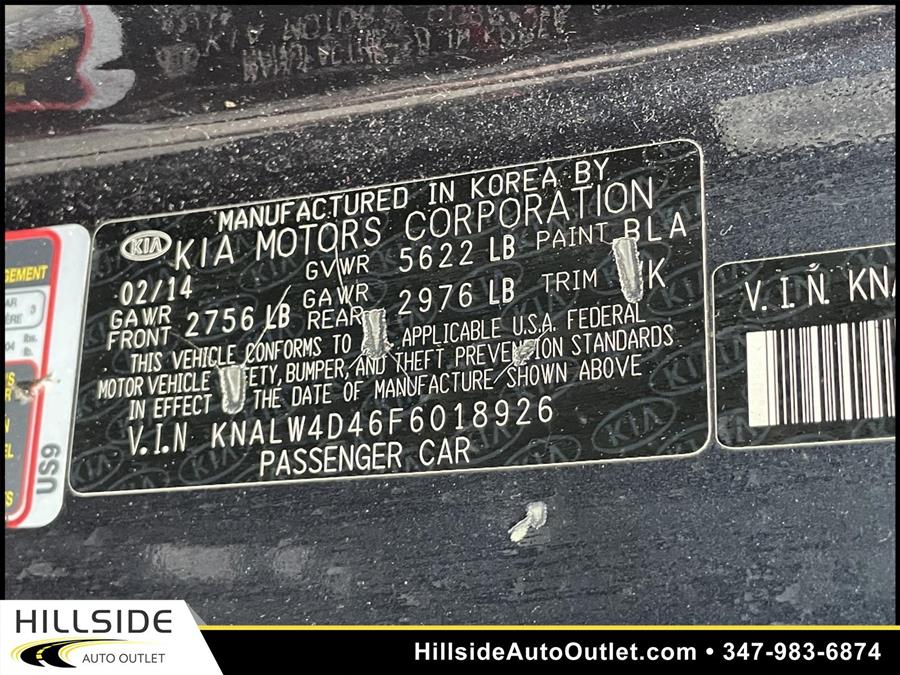 MANUFACTURED IN KOREA BY
KIA KIA MOTORS CORPORATION
02/14 GVWR 5622 LB PAINT BLA
GAWR FRONT 2756 LB GAWR REAR 2976 LB TRIM K
THIS VEHICLE CONFORMS TO APPLICABLE U.S.A. FEDERAL
MOTOR VEHICLE ETY, BUMPER, AND THEFT PREVENTION STANDARDS
IN EFFECT THE DATE OF MANUFACTURE SHOWN ABOVE
V.I.N KNALW4D46F6018926
PASSENGER CAR
V.I.N. KNA
US9
HILLSIDE
AUTO OUTLET
HillsideAutoOutlet.com • 347-983-6874